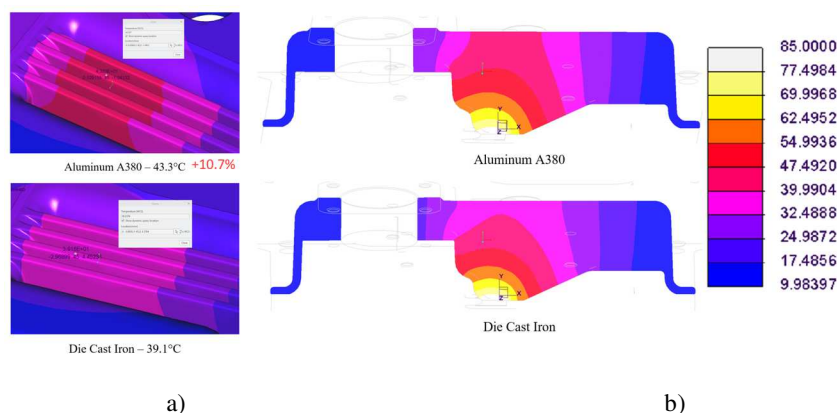 Aluminum A380 – 43.3°C +10.7%
Die Cast Iron – 39.1°C
Aluminum A380
Die Cast Iron
Y
X
Z
Y
X
Z
85.0000
77.4984
69.9968
62.4952
54.9936
47.4920
39.9904
32.4888
24.9872
17.4856
9.98397
a)
b)